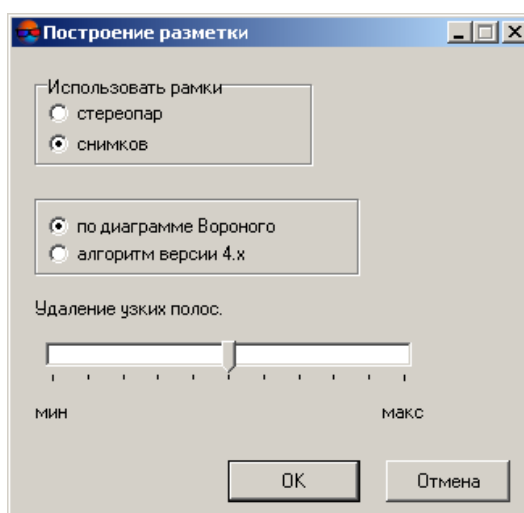 Построение разметки
Использовать рамки
стереопар
снимков
по диаграмме Вороного
алгоритм версии 4.x
Удаление узких полос.
мин макс
OK Отмена